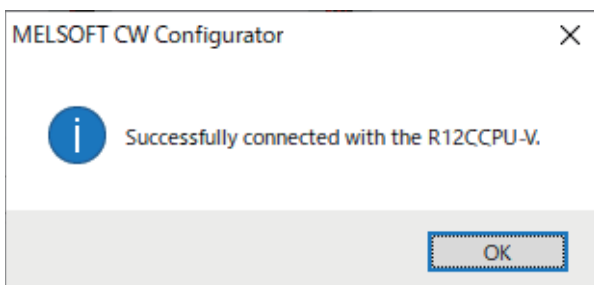 MELSOFT CW Configurator
Successfully connected with the R12CCPU-V.
OK